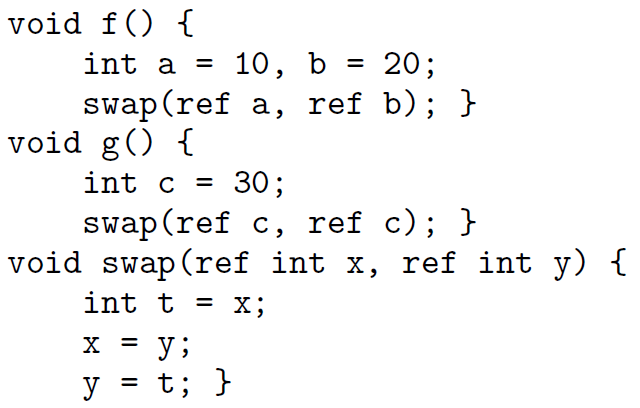 void f() {
    int a = 10, b = 20;
    swap(ref a, ref b); }
void g() {
    int c = 30;
    swap(ref c, ref c); }
void swap(ref int x, ref int y) {
    int t = x;
    x = y;
    y = t; }